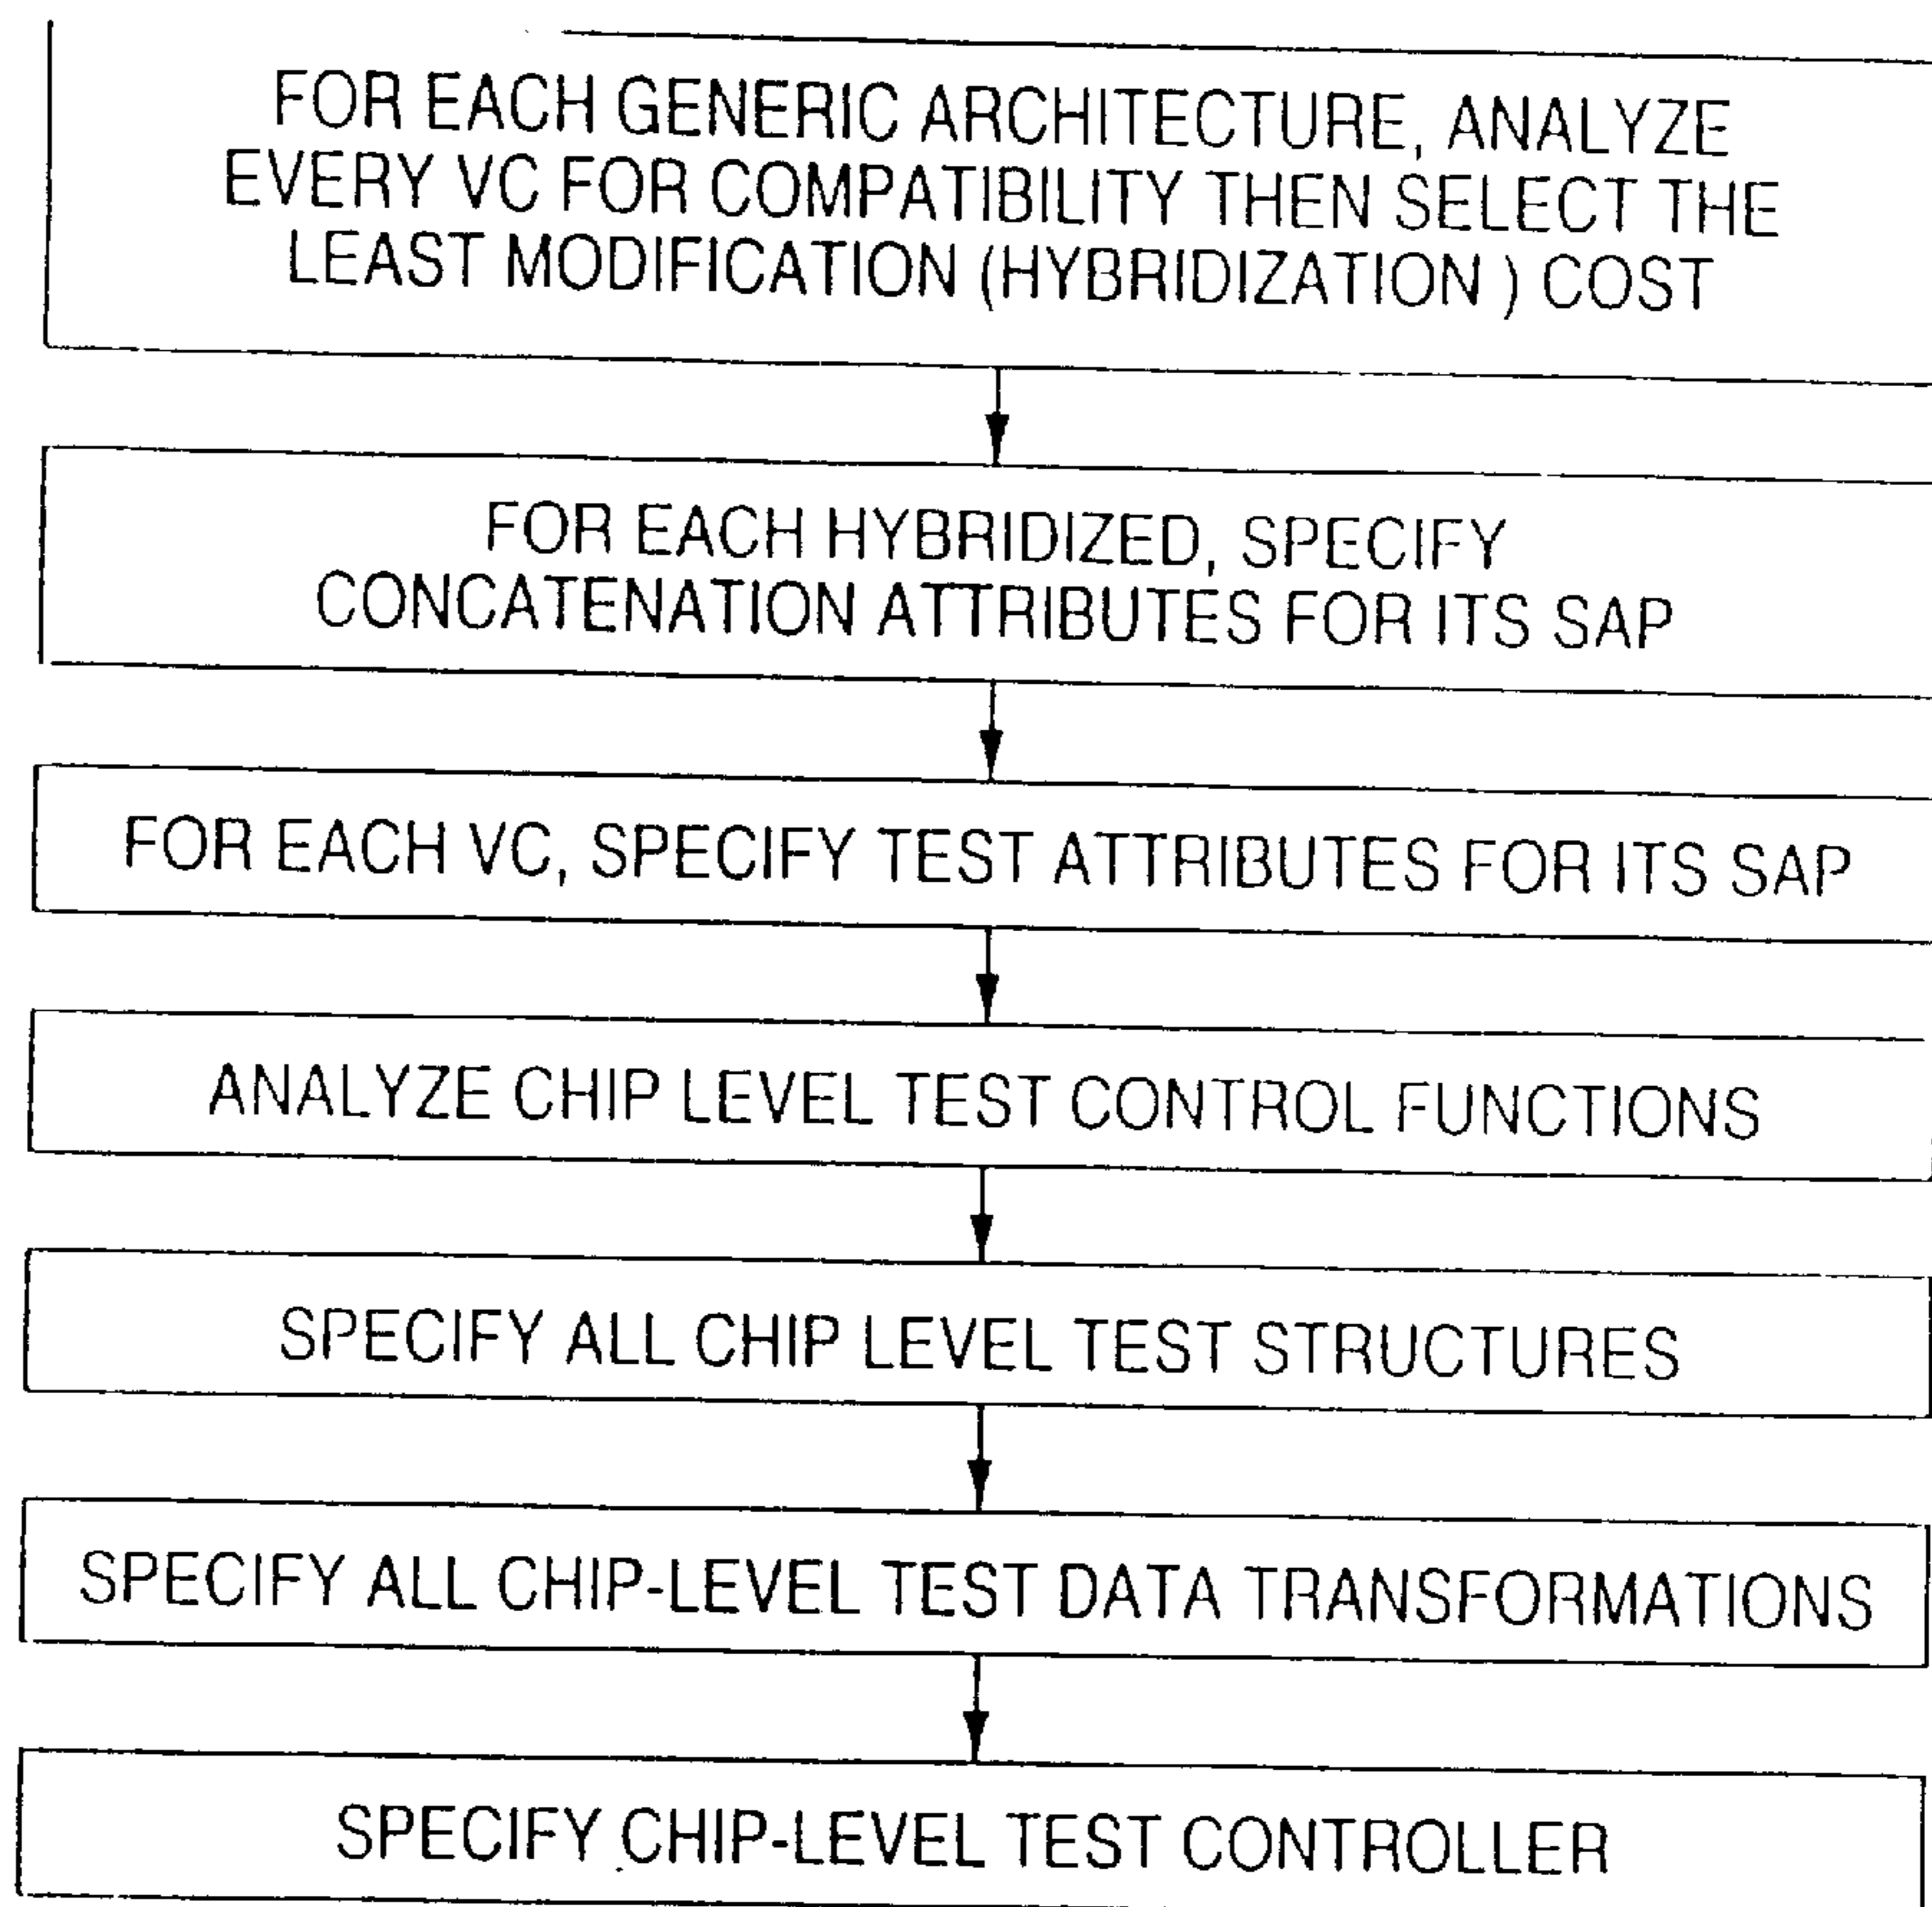 FOR EACH GENERIC ARCHITECTURE, ANALYZE
EVERY VC FOR COMPATIBILITY THEN SELECT THE
LEAST MODIFICATION (HYBRIDIZATION ) COST
FOR EACH HYBRIDIZED, SPECIFY
CONCATENATION ATTRIBUTES FOR ITS SAP
FOR EACH VC, SPECIFY TEST ATTRIBUTES FOR ITS SAP
ANALYZE CHIP LEVEL TEST CONTROL FUNCTIONS
SPECIFY ALL CHIP LEVEL TEST STRUCTURES
SPECIFY ALL CHIP-LEVEL TEST DATA TRANSFORMATIONS
SPECIFY CHIP-LEVEL TEST CONTROLLER